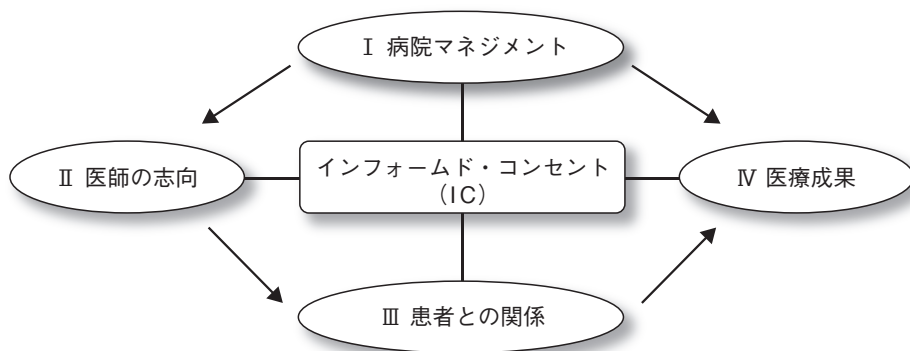 Ⅰ 病院マネジメント
Ⅱ 医師の志向
インフォームド・コンセント
（IC）
Ⅳ 医療成果
Ⅲ 患者との関係